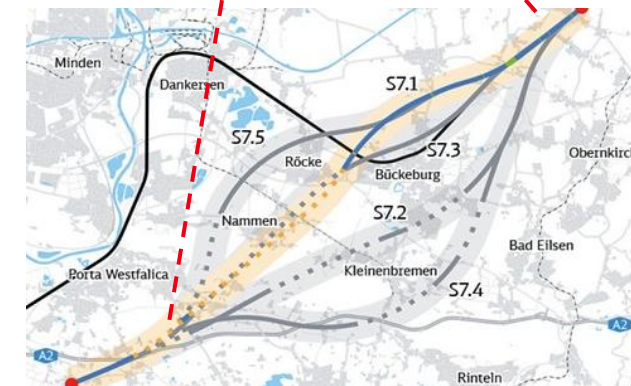 Minden
Dankersen
S7.1
S7.5
S7.3
Röcke
Bückeburg
Obernkirc
S7.2
Nammen
Bad Eilsen
Porta Westfalica
Kleinenbremen
S7.4
A2
A2
Rinteln